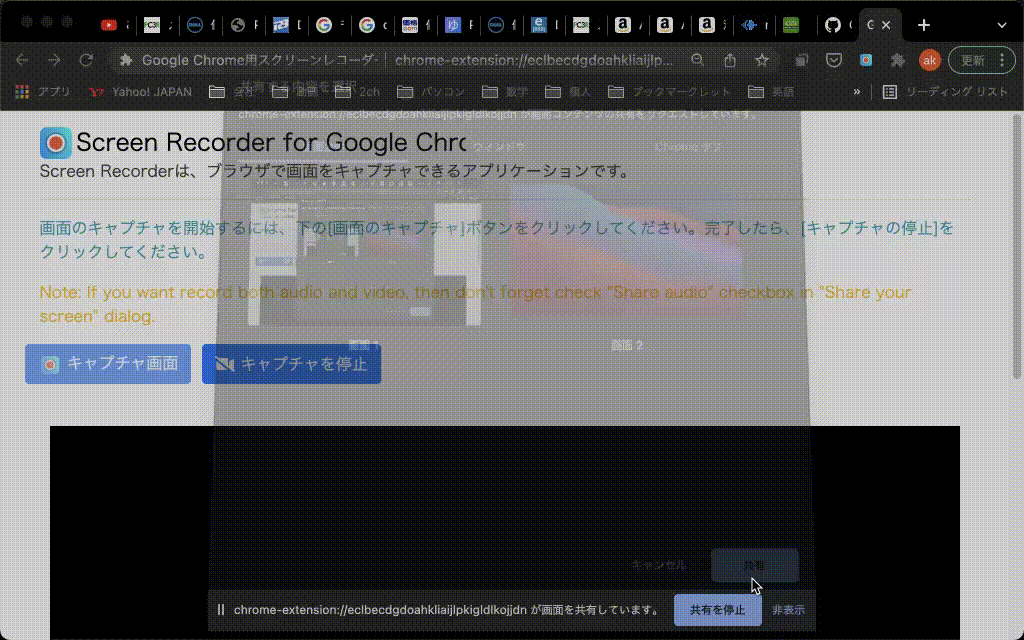 Google Chrome用スクリーンレコーダ- chrome-extension://eclbecdgdoahkliaijlp... 更新
アプリ Yahoo! JAPAN 会社 2ch パソコン 数学 個人 ブックマークレット 英語 » リーディング リスト
共有する内容を選択
chrome-extension://eclbecdgdoahkliaijlpkigldlkojjdn が画面コンテンツの共有をリクエストしています。
Screen Recorder for Google Chro
ウィンドウ Chrome タブ
Screen Recorderは、ブラウザで画面をキャプチャできるアプリケーションです。
画面のキャプチャを開始するには、下の[画面のキャプチャ]ボタンをクリックしてください。完了したら、[キャプチャの停止]を
クリックしてください。
Note: If you want record both audio and video, then don't forget check "Share audio" checkbox in "Share your
screen" dialog.
画面 1 画面 2
キャプチャ画面 キャプチャを停止
キャンセル 共有
chrome-extension://eclbecdgdoahkliaijlpkigldlkojjdn が画面を共有しています。 共有を停止 非表示